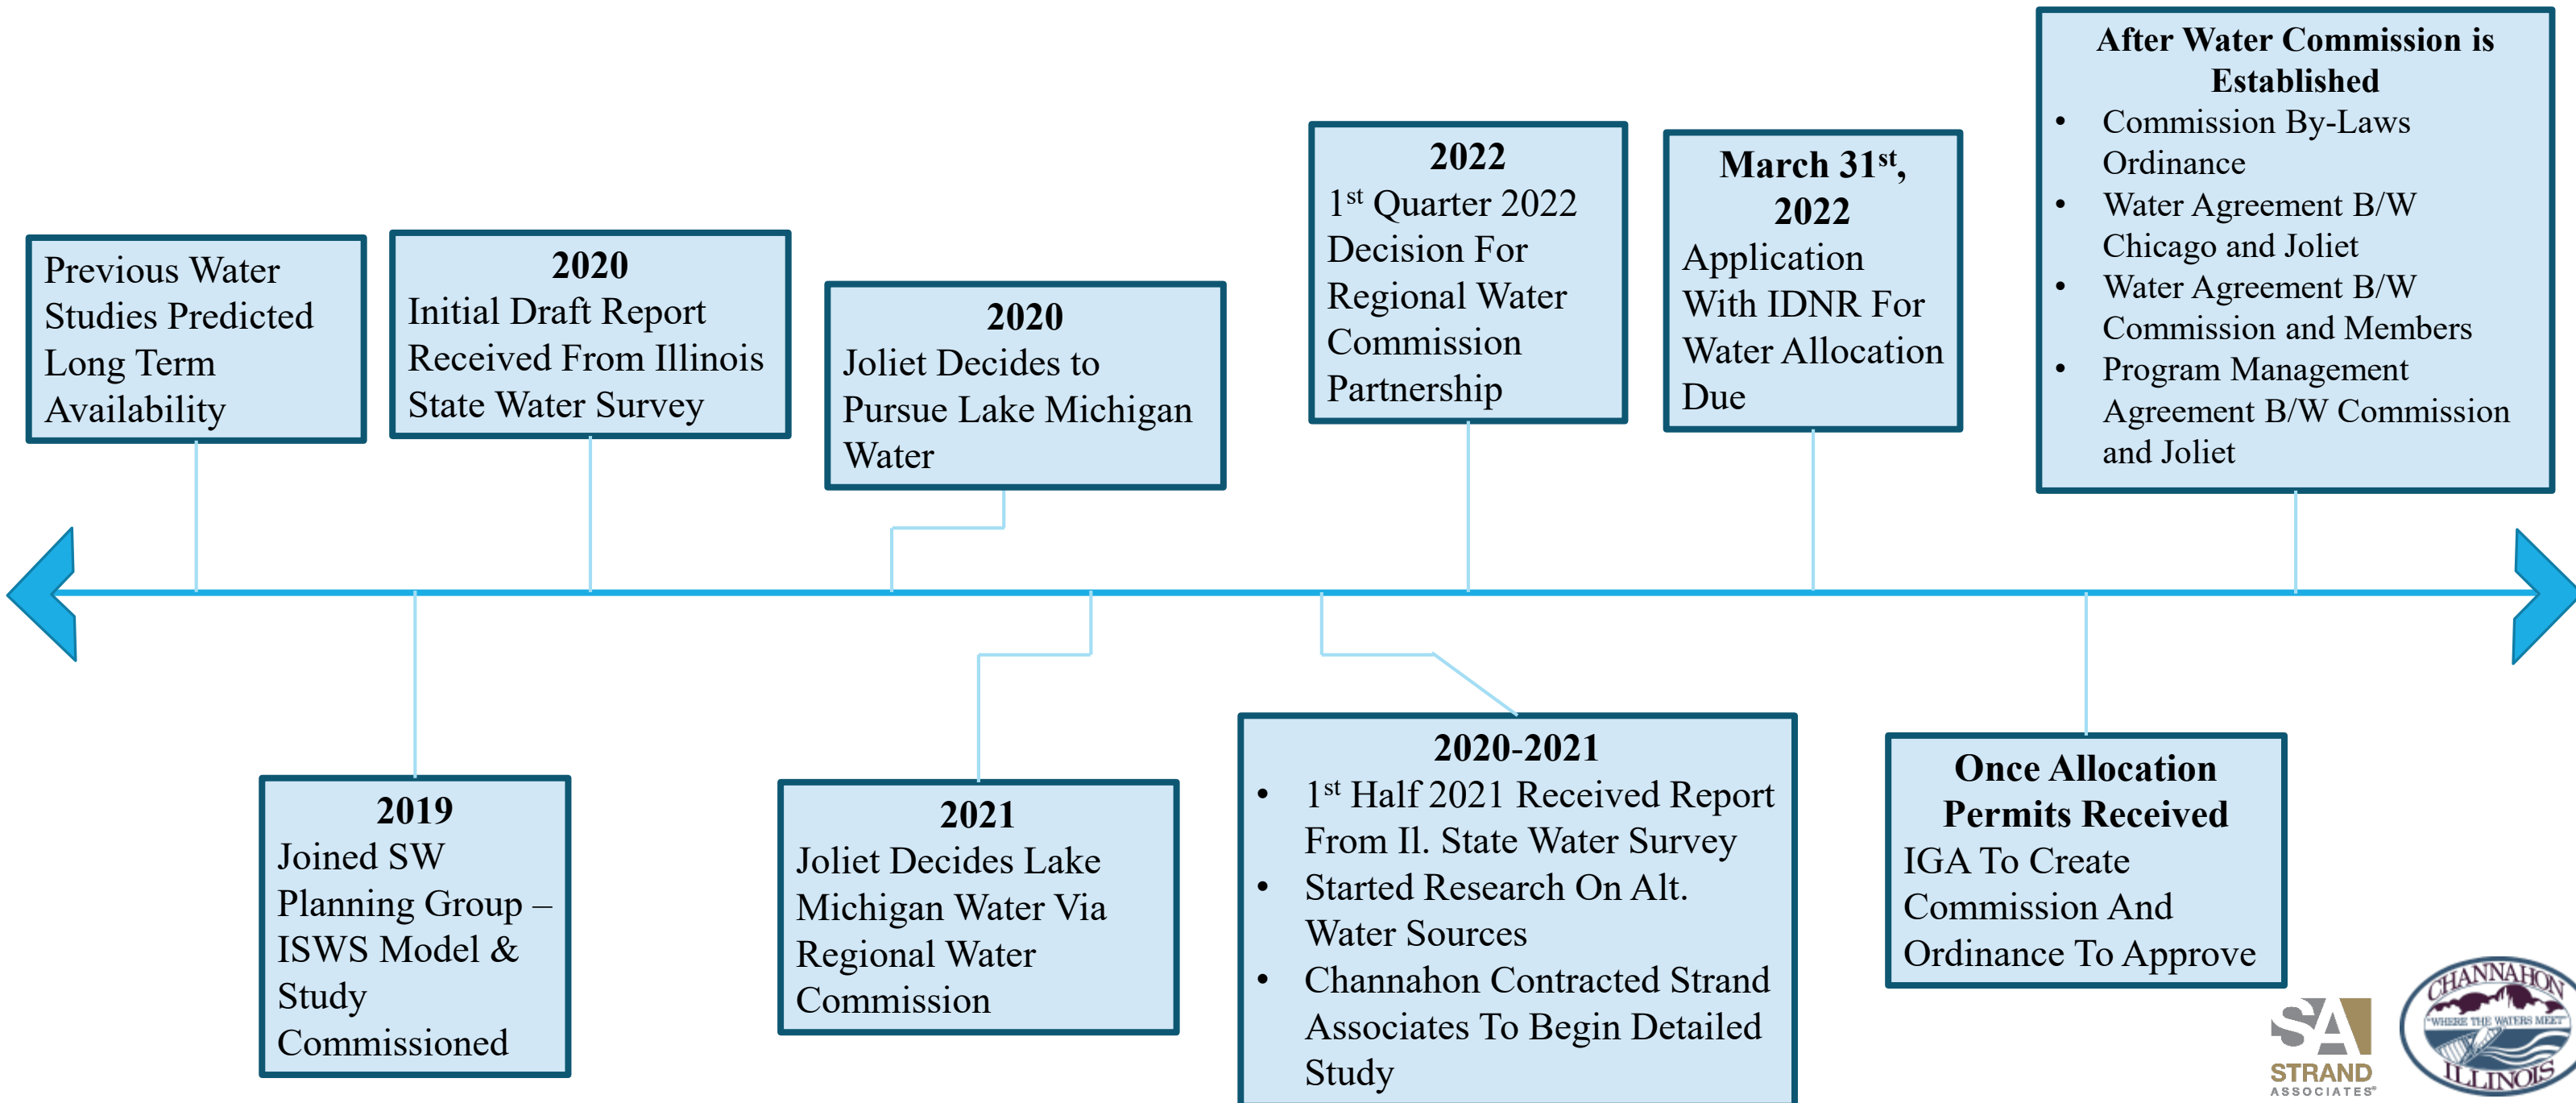 Previous Water
Studies Predicted
Long Term
Availability
2019
Joined SW
Planning Group –
ISWS Model &
Study
Commissioned
2020
Initial Draft Report
Received From Illinois
State Water Survey
2020
Joliet Decides to
Pursue Lake Michigan
Water
2021
Joliet Decides Lake
Michigan Water Via
Regional Water
Commission
2020-2021
• 1st Half 2021 Received Report
From Il. State Water Survey
• Started Research On Alt.
Water Sources
• Channahon Contracted Strand
Associates To Begin Detailed
Study
2022
1st Quarter 2022
Decision For
Regional Water
Commission
Partnership
March 31st,
2022
Application
With IDNR For
Water Allocation
Due
Once Allocation
Permits Received
IGA To Create
Commission And
Ordinance To Approve
After Water Commission is
Established
• Commission By-Laws
Ordinance
• Water Agreement B/W
Chicago and Joliet
• Water Agreement B/W
Commission and Members
• Program Management
Agreement B/W Commission
and Joliet
SA
STRAND
ASSOCIATES®
CHANNAHON
"WHERE THE WATERS MEET"
ILLINOIS